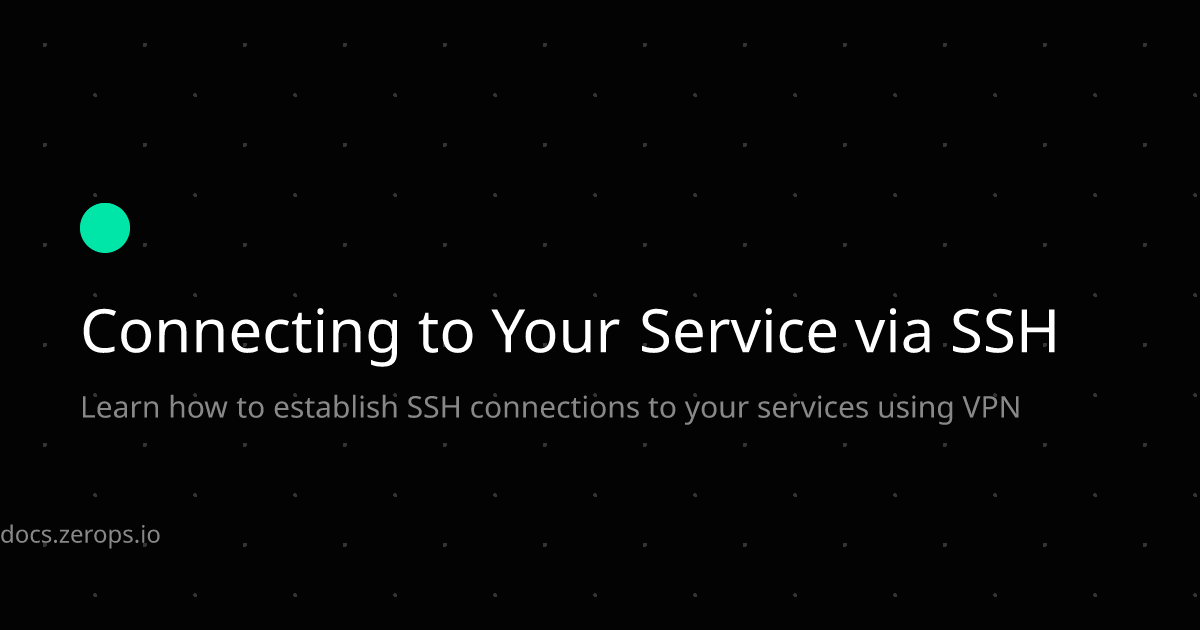 Connecting to Your Service via SSH
Learn how to establish SSH connections to your services using VPN
docs.zerops.io